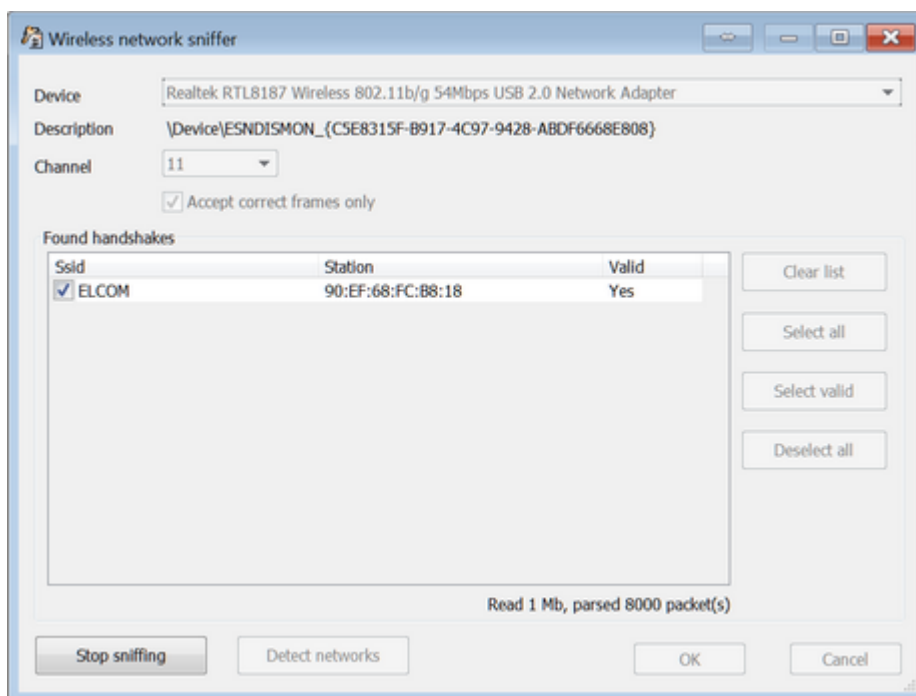 Wireless network sniffer
Device
Realtek RTL8187 Wireless 802.11b/g 54Mbps USB 2.0 Network Adapter
Description
\Device\ESNDISMON_{C5E8315F-B917-4C97-9428-ABDF6668E808}
Channel
11
Accept correct frames only
Found handshakes
Ssid Station Valid
ELCOM 90:EF:68:FC:B8:18 Yes
Clear list
Select all
Select valid
Deselect all
Read 1 Mb, parsed 8000 packet(s)
Stop sniffing Detect networks OK Cancel